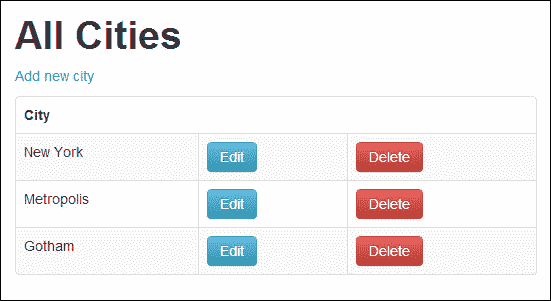 All Cities
Add new city
City
New York Edit Delete
Metropolis Edit Delete
Gotham Edit Delete